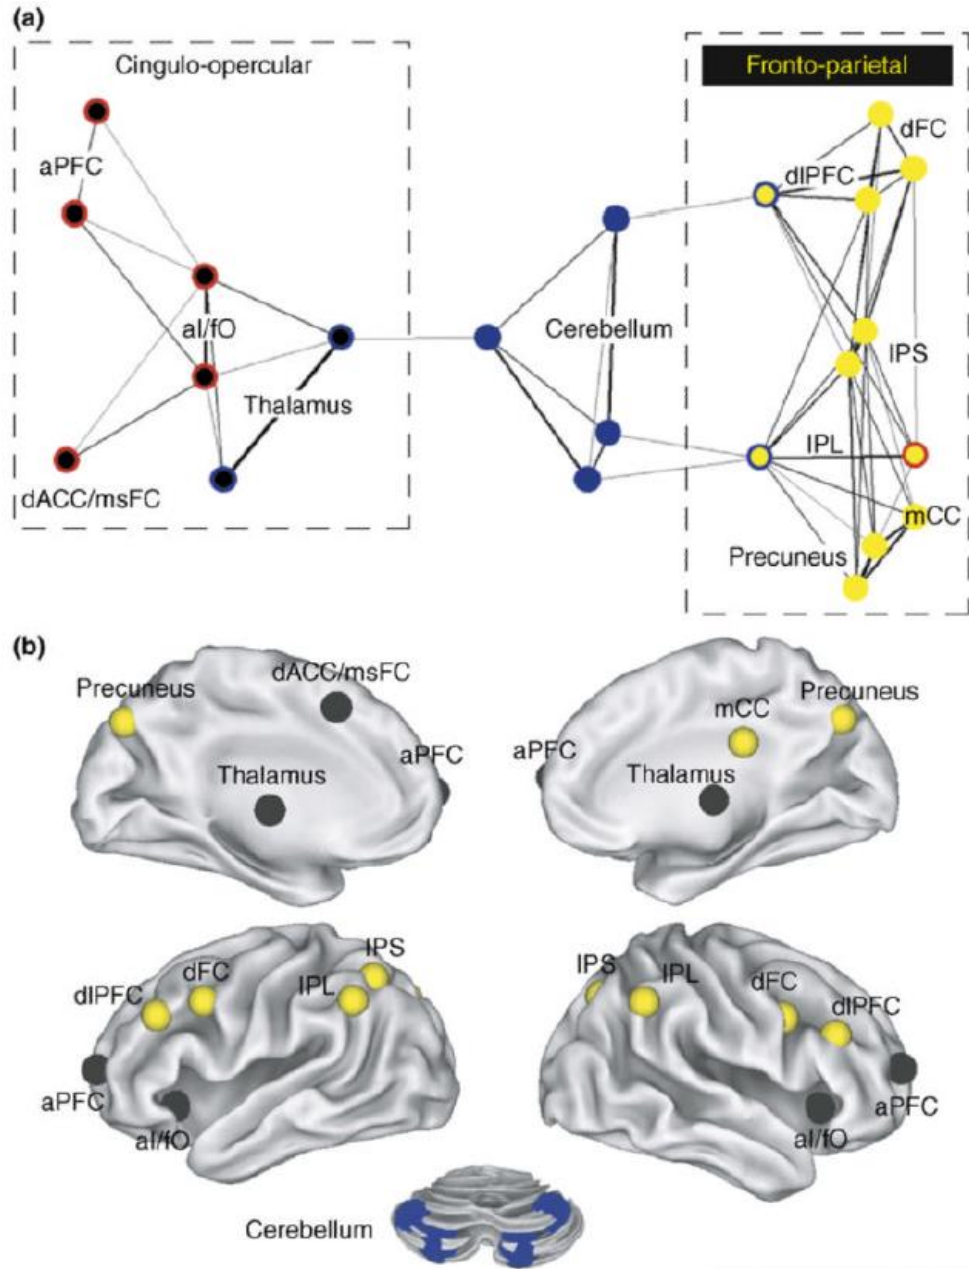 (a)
Cingulo-opercular
Fronto-parietal
dFC
aPFC
dlPFC
aI/fO
Cerebellum
IPS
Thalamus
IPL
dACC/msFC
mCC
Precuneus
(b)
dACC/msFC
Precuneus
Precuneus
mCC
aPFC
aPFC
Thalamus
Thalamus
IPS
dFC
IPL
dlPFC
IPS
IPL
dFC
dlPFC
aPFC
aI/fO
aPFC
aI/fO
Cerebellum